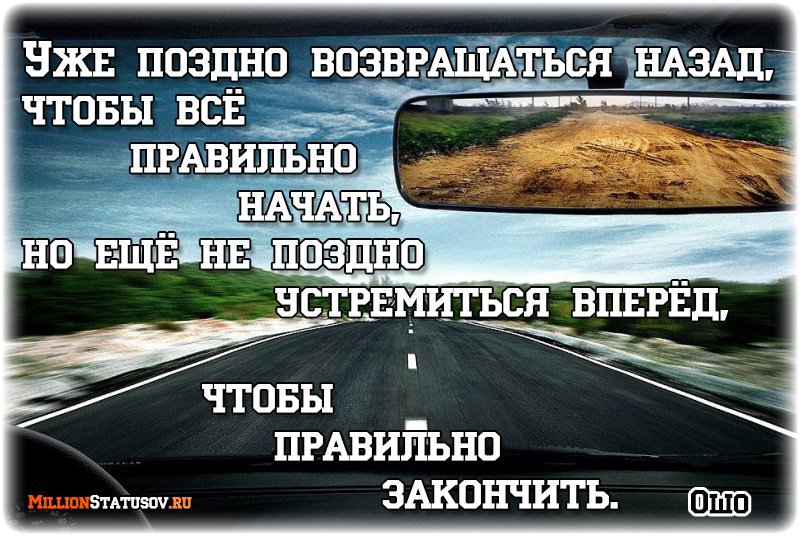 Уже поздно возвращаться назад,
чтобы всё
правильно
начать,
но ещё не поздно
устремиться вперёд,
чтобы
правильно
закончить.
MillionStatusov.ru
Ошо